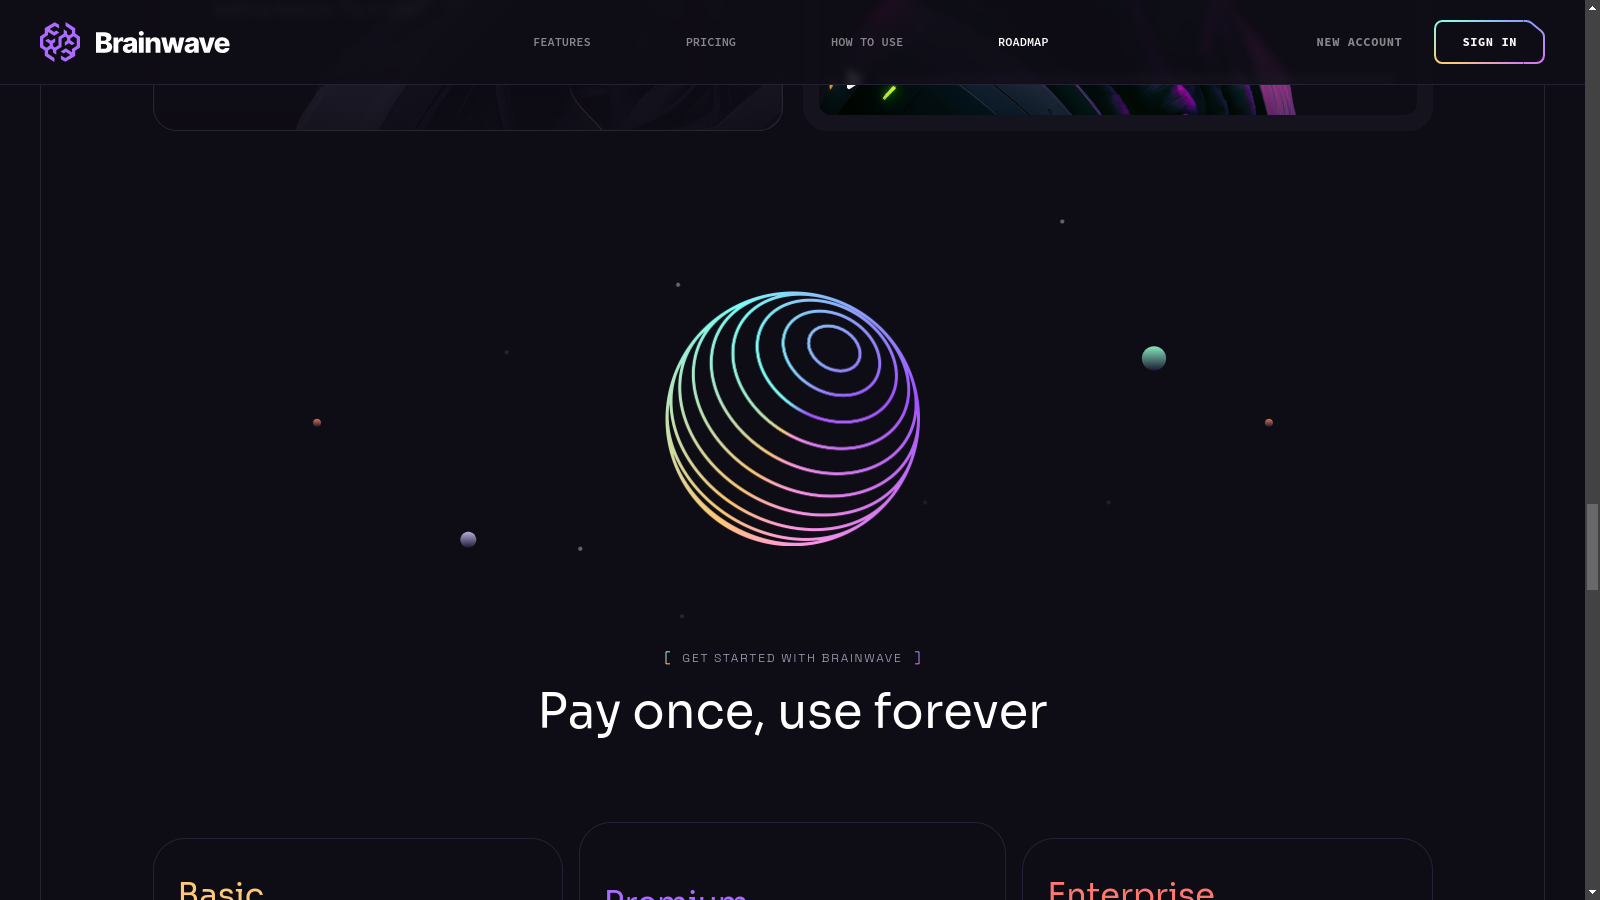 Brainwave
FEATURES
PRICING
HOW TO USE
ROADMAP
NEW ACCOUNT
SIGN IN
[ GET STARTED WITH BRAINWAVE ]
Pay once, use forever
Basic
Premium
Enterprise